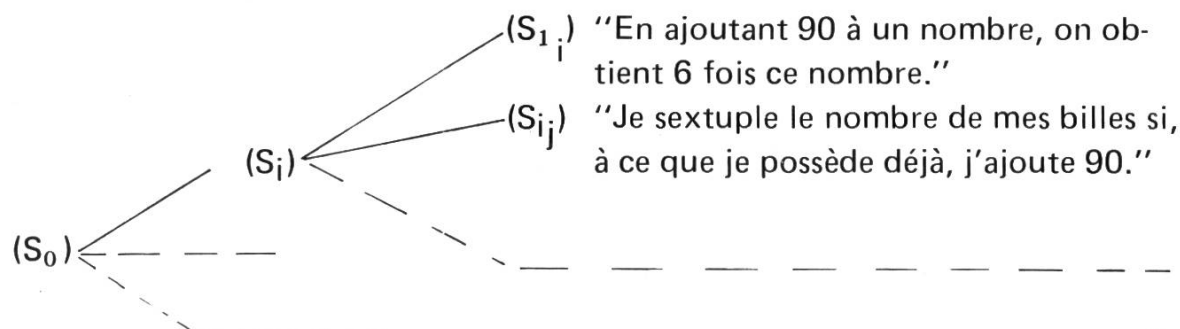 (S₁ᵢ) ‘‘En ajoutant 90 à un nombre, on ob-
tient 6 fois ce nombre.’’
(Sᵢⱼ) ‘‘Je sextuple le nombre de mes billes si,
(Sᵢ) à ce que je possède déjà, j’ajoute 90.’’
(S₀)